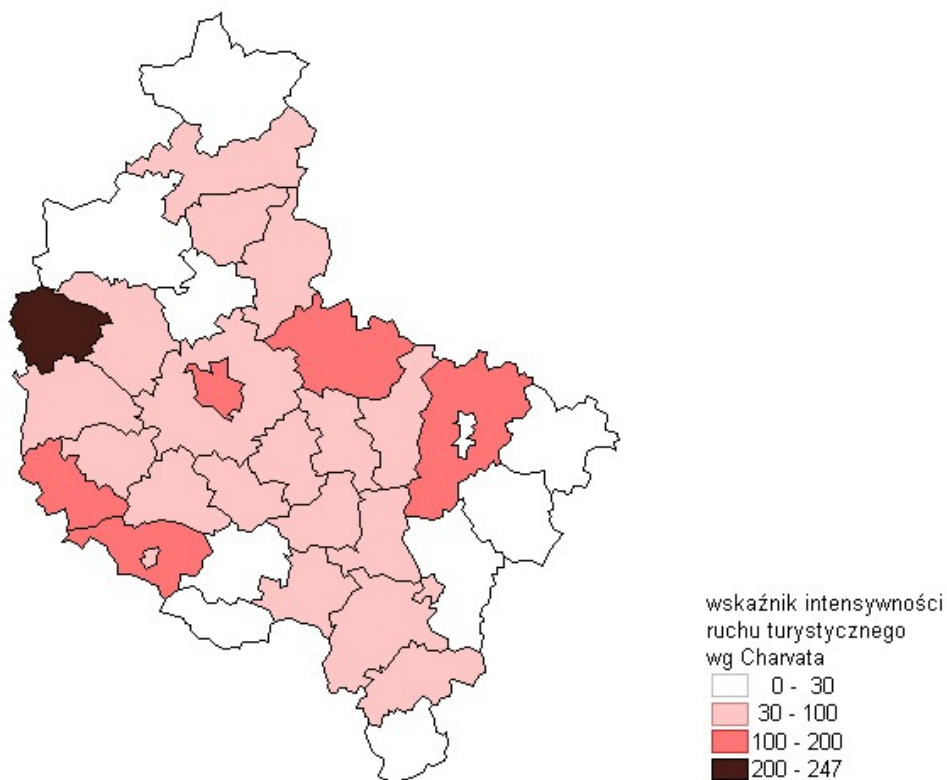 wskaźnik intensywności
ruchu turystycznego
wg Charvata
0 - 30
30 - 100
100 - 200
200 - 247